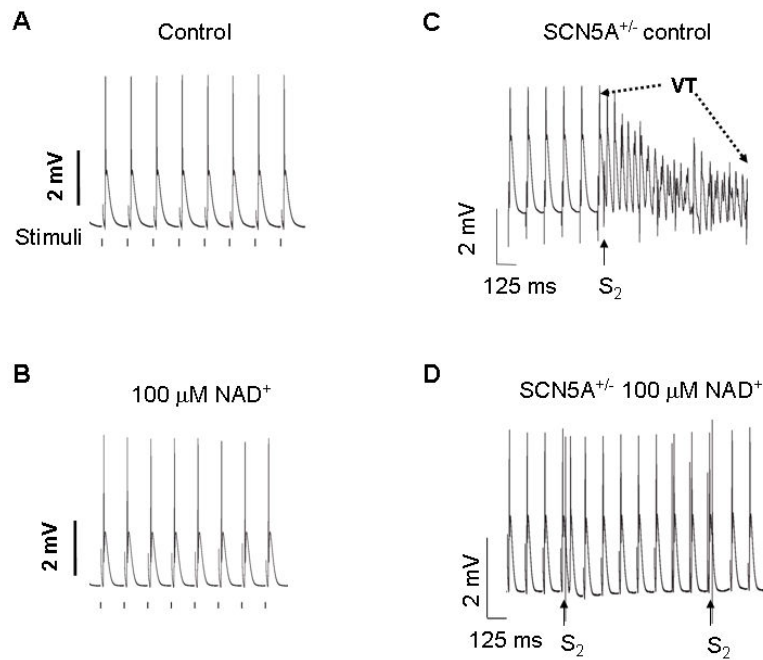 A
Control
2 mV
Stimuli
B
100 μM NAD⁺
2 mV
C
SCN5A⁺/⁻ control
VT
2 mV
125 ms
S₂
D
SCN5A⁺/⁻ 100 μM NAD⁺
2 mV
125 ms
S₂
S₂